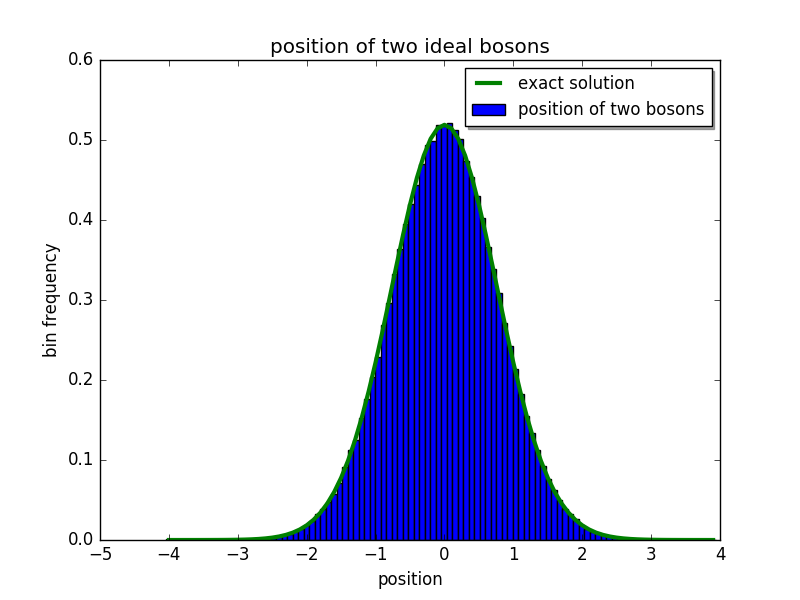 position of two ideal bosons
exact solution
position of two bosons
0.6
0.5
0.4
0.3
0.2
0.1
0.0
bin frequency
−5 −4 −3 −2 −1 0 1 2 3 4
position